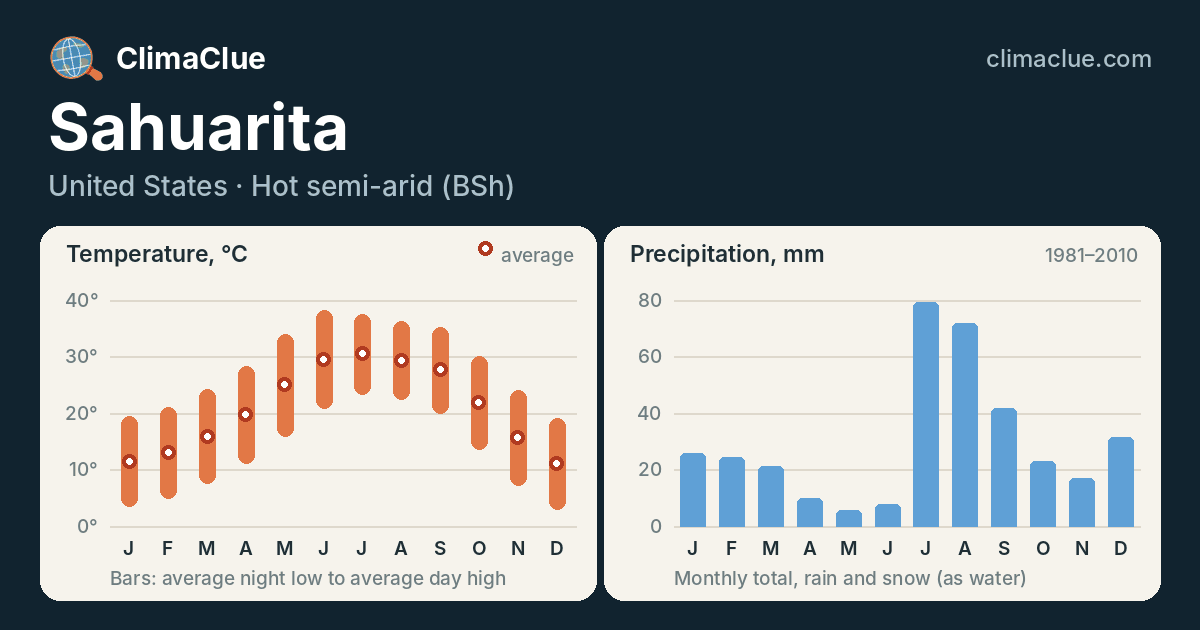 ClimaClue
climaclue.com
Sahuarita
United States · Hot semi-arid (BSh)
Temperature, °C
average
40°
30°
20°
10°
0°
J F M A M J J A S O N D
Bars: average night low to average day high
Precipitation, mm
1981–2010
80
60
40
20
0
J F M A M J J A S O N D
Monthly total, rain and snow (as water)